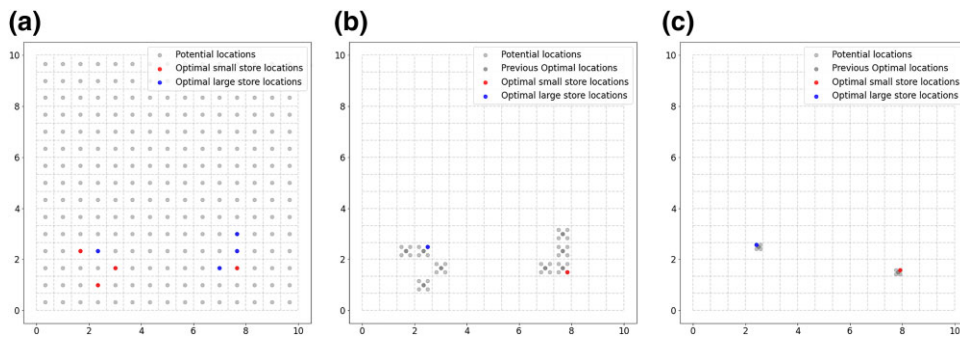 (a)
Potential locations
Optimal small store locations
Optimal large store locations
10
8
6
4
2
0
0 2 4 6 8 10
(b)
Potential locations
Previous Optimal locations
Optimal small store locations
Optimal large store locations
10
8
6
4
2
0
0 2 4 6 8 10
(c)
Potential locations
Previous Optimal locations
Optimal small store locations
Optimal large store locations
10
8
6
4
2
0
0 2 4 6 8 10